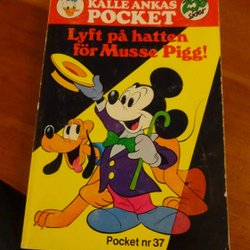 KALLE ANKAS
POCKET
Lyft på hatten
för Musse Pigg!
Pocket nr 37